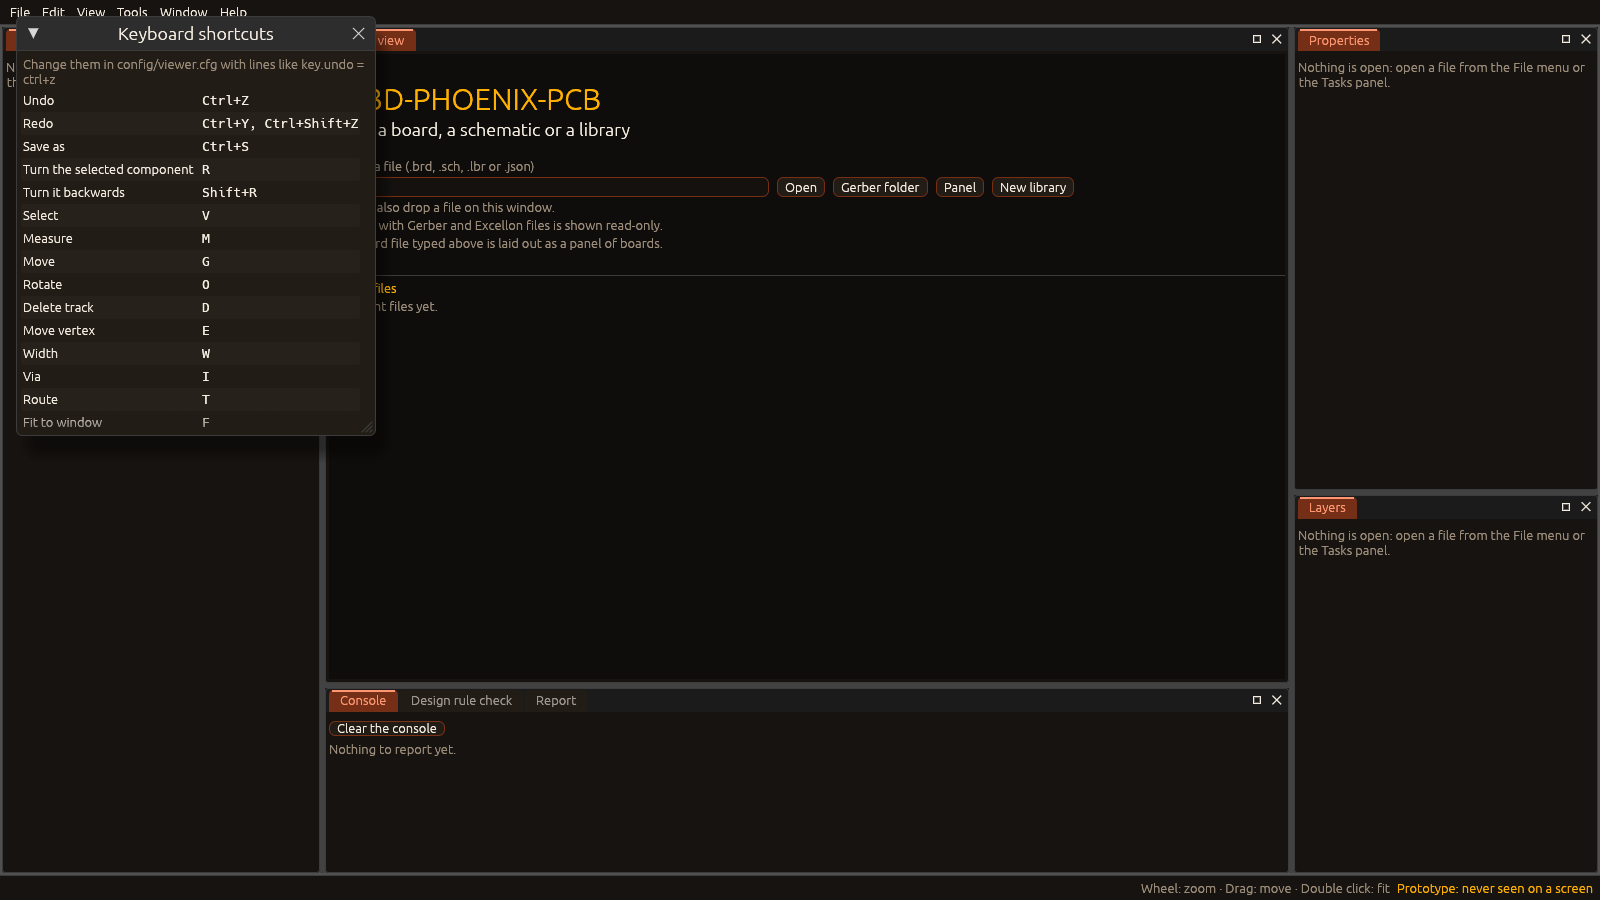 File Edit View Tools Window Help
Keyboard shortcuts
Change them in config/viewer.cfg with lines like key.undo =
ctrl+z
Undo Ctrl+Z
Redo Ctrl+Y, Ctrl+Shift+Z
Save as Ctrl+S
Turn the selected component R
Turn it backwards Shift+R
Select V
Measure M
Move G
Rotate O
Delete track D
Move vertex E
Width W
Via I
Route T
Fit to window F
view
D-PHOENIX-PCB
a board, a schematic or a library
a file (.brd, .sch, .lbr or .json)
Open Gerber folder Panel New library
also drop a file on this window.
with Gerber and Excellon files is shown read-only.
file typed above is laid out as a panel of boards.
files yet.
Console Design rule check Report
Clear the console
Nothing to report yet.
Properties
Nothing is open: open a file from the File menu or
the Tasks panel.
Layers
Nothing is open: open a file from the File menu or
the Tasks panel.
Wheel: zoom · Drag: move · Double click: fit Prototype: never seen on a screen